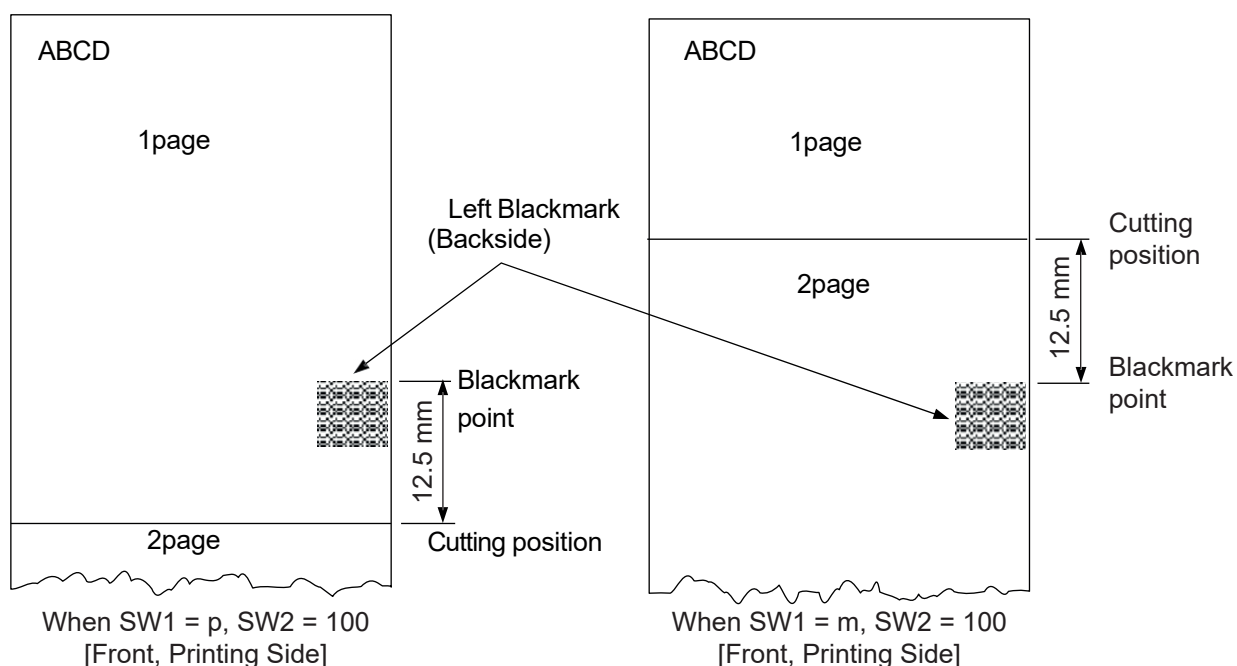 ABCD
1page
Left Blackmark
(Backside)
Blackmark
point
12.5 mm
Cutting position
2page
When SW1 = p, SW2 = 100
[Front, Printing Side]
ABCD
1page
Cutting
position
2page
12.5 mm
Blackmark
point
When SW1 = m, SW2 = 100
[Front, Printing Side]